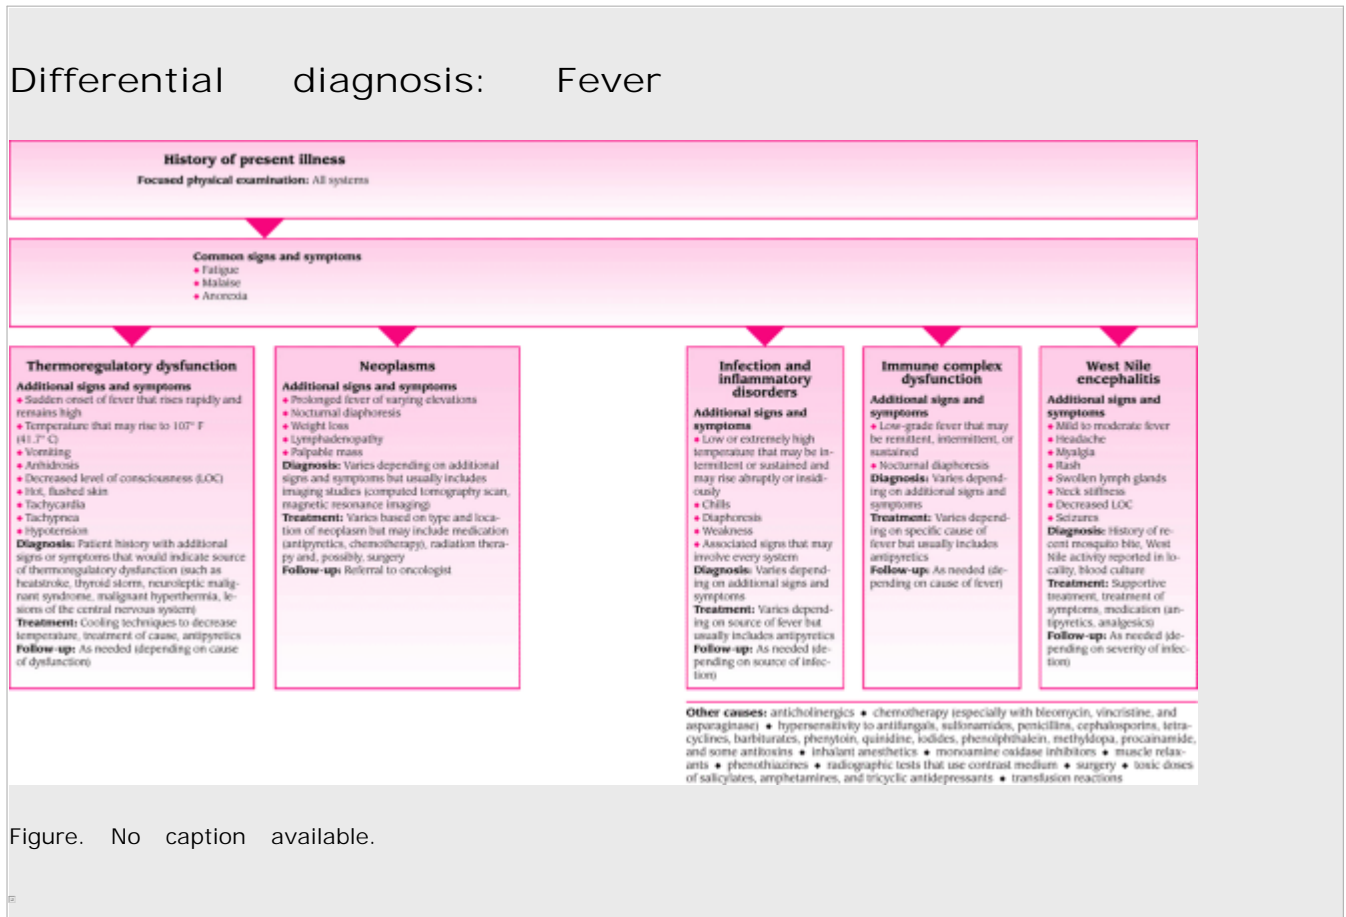 Differential diagnosis: Fever
History of present illness
Focused physical examination: All systems
Common signs and symptoms
• Fatigue
• Malaise
• Anorexia
Thermoregulatory dysfunction
Additional signs and symptoms
• Sudden onset of fever that rises rapidly and
remains high
• Temperature that may rise to 107° F
(41.7° C)
• Vomiting
• Anhidrosis
• Decreased level of consciousness (LOC)
• Hot, flushed skin
• Tachycardia
• Tachypnea
• Hypotension
Diagnosis: Patient history with additional
signs or symptoms that would indicate source
of thermoregulatory dysfunction (such as
heatstroke, thyroid storm, neuroleptic malig-
nant syndrome, malignant hyperthermia, le-
sions of the central nervous system)
Treatment: Cooling techniques to decrease
temperature, treatment of cause, antipyretics
Follow-up: As needed (depending on cause
of dysfunction)
Neoplasms
Additional signs and symptoms
• Prolonged fever of varying elevations
• Nocturnal diaphoresis
• Weight loss
• Lymphadenopathy
• Palpable mass
Diagnosis: Varies depending on additional
signs and symptoms but usually includes
imaging studies (computed tomography scan,
magnetic resonance imaging)
Treatment: Varies based on type and loca-
tion of neoplasm but may include medication
(antipyretics, chemotherapy), radiation thera-
py and, possibly, surgery
Follow-up: Referral to oncologist
Infection and
inflammatory
disorders
Additional signs and
symptoms
• Low or extremely high
temperature that may be in-
termittent or sustained and
may rise abruptly or insidi-
ously
• Chills
• Diaphoresis
• Weakness
• Associated signs that may
involve every system
Diagnosis: Varies depend-
ing on additional signs and
symptoms
Treatment: Varies depend-
ing on source of fever but
usually includes antipyretics
Follow-up: As needed (de-
pending on source of infec-
tion)
Immune complex
dysfunction
Additional signs and
symptoms
• Low-grade fever that may
be remittent, intermittent, or
sustained
• Nocturnal diaphoresis
Diagnosis: Varies depend-
ing on additional signs and
symptoms
Treatment: Varies depend-
ing on specific cause of
fever but usually includes
antipyretics
Follow-up: As needed (de-
pending on cause of fever)
West Nile
encephalitis
Additional signs and
symptoms
• Mild to moderate fever
• Headache
• Myalgia
• Rash
• Swollen lymph glands
• Neck stiffness
• Decreased LOC
• Seizures
Diagnosis: History of re-
cent mosquito bite, West
Nile activity reported in lo-
cality, blood culture
Treatment: Supportive
treatment, treatment of
symptoms, medication (an-
tipyretics, analgesics)
Follow-up: As needed (de-
pending on severity of infec-
tion)
Other causes: anticholinergics • chemotherapy (especially with bleomycin, vincristine, and
asparaginase) • hypersensitivity to antifungals, sulfonamides, penicillins, cephalosporins, tetra-
cyclines, barbiturates, phenytoin, quinidine, iodides, phenolphthalein, methyldopa, procainamide,
and some antitoxins • inhalant anesthetics • monoamine oxidase inhibitors • muscle relax-
ants • phenothiazines • radiographic tests that use contrast medium • surgery • toxic doses
of salicylates, amphetamines, and tricyclic antidepressants • transfusion reactions
Figure. No caption available.